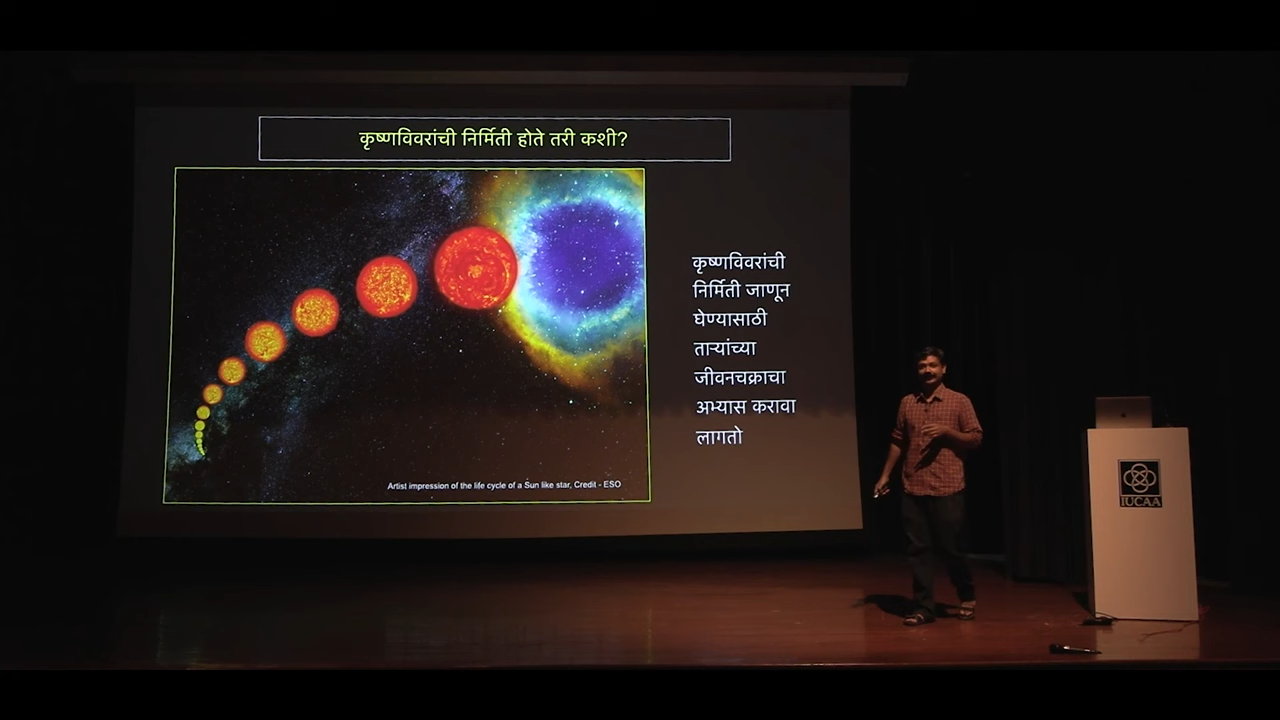 कृष्णविवरांची निर्मिती होते तरी कशी?
कृष्णविवरांची
निर्मिती जाणून
घेण्यासाठी
ताऱ्यांच्या
जीवनचक्राचा
अभ्यास करावा
लागतो
Artist impression of the life cycle of a Sun like star, Credit - ESO
IUCAA